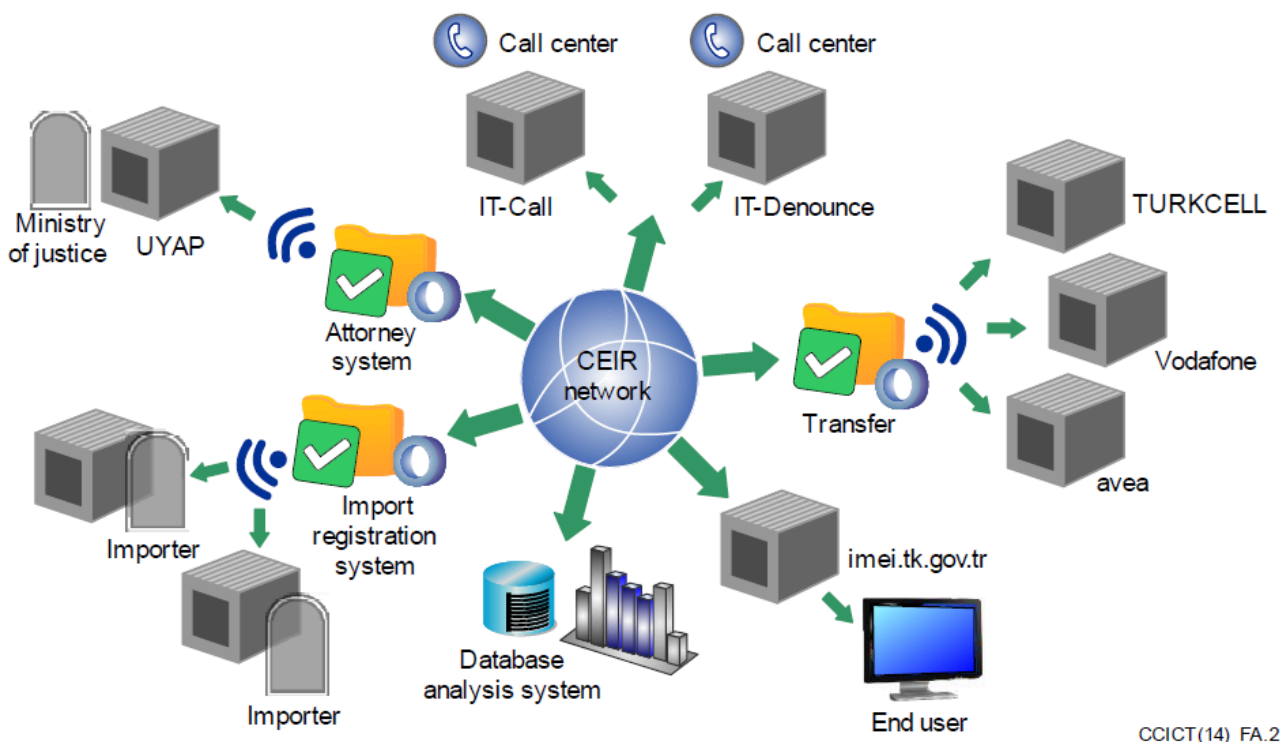 Call center
Call center
IT-Call
IT-Denounce
TURKCELL
Ministry
of justice
UYAP
Attorney
system
CEIR
network
Vodafone
Transfer
avea
Import
registration
system
Importer
imei.tk.gov.tr
Database
analysis system
Importer
End user
CCICT(14)_FA.2